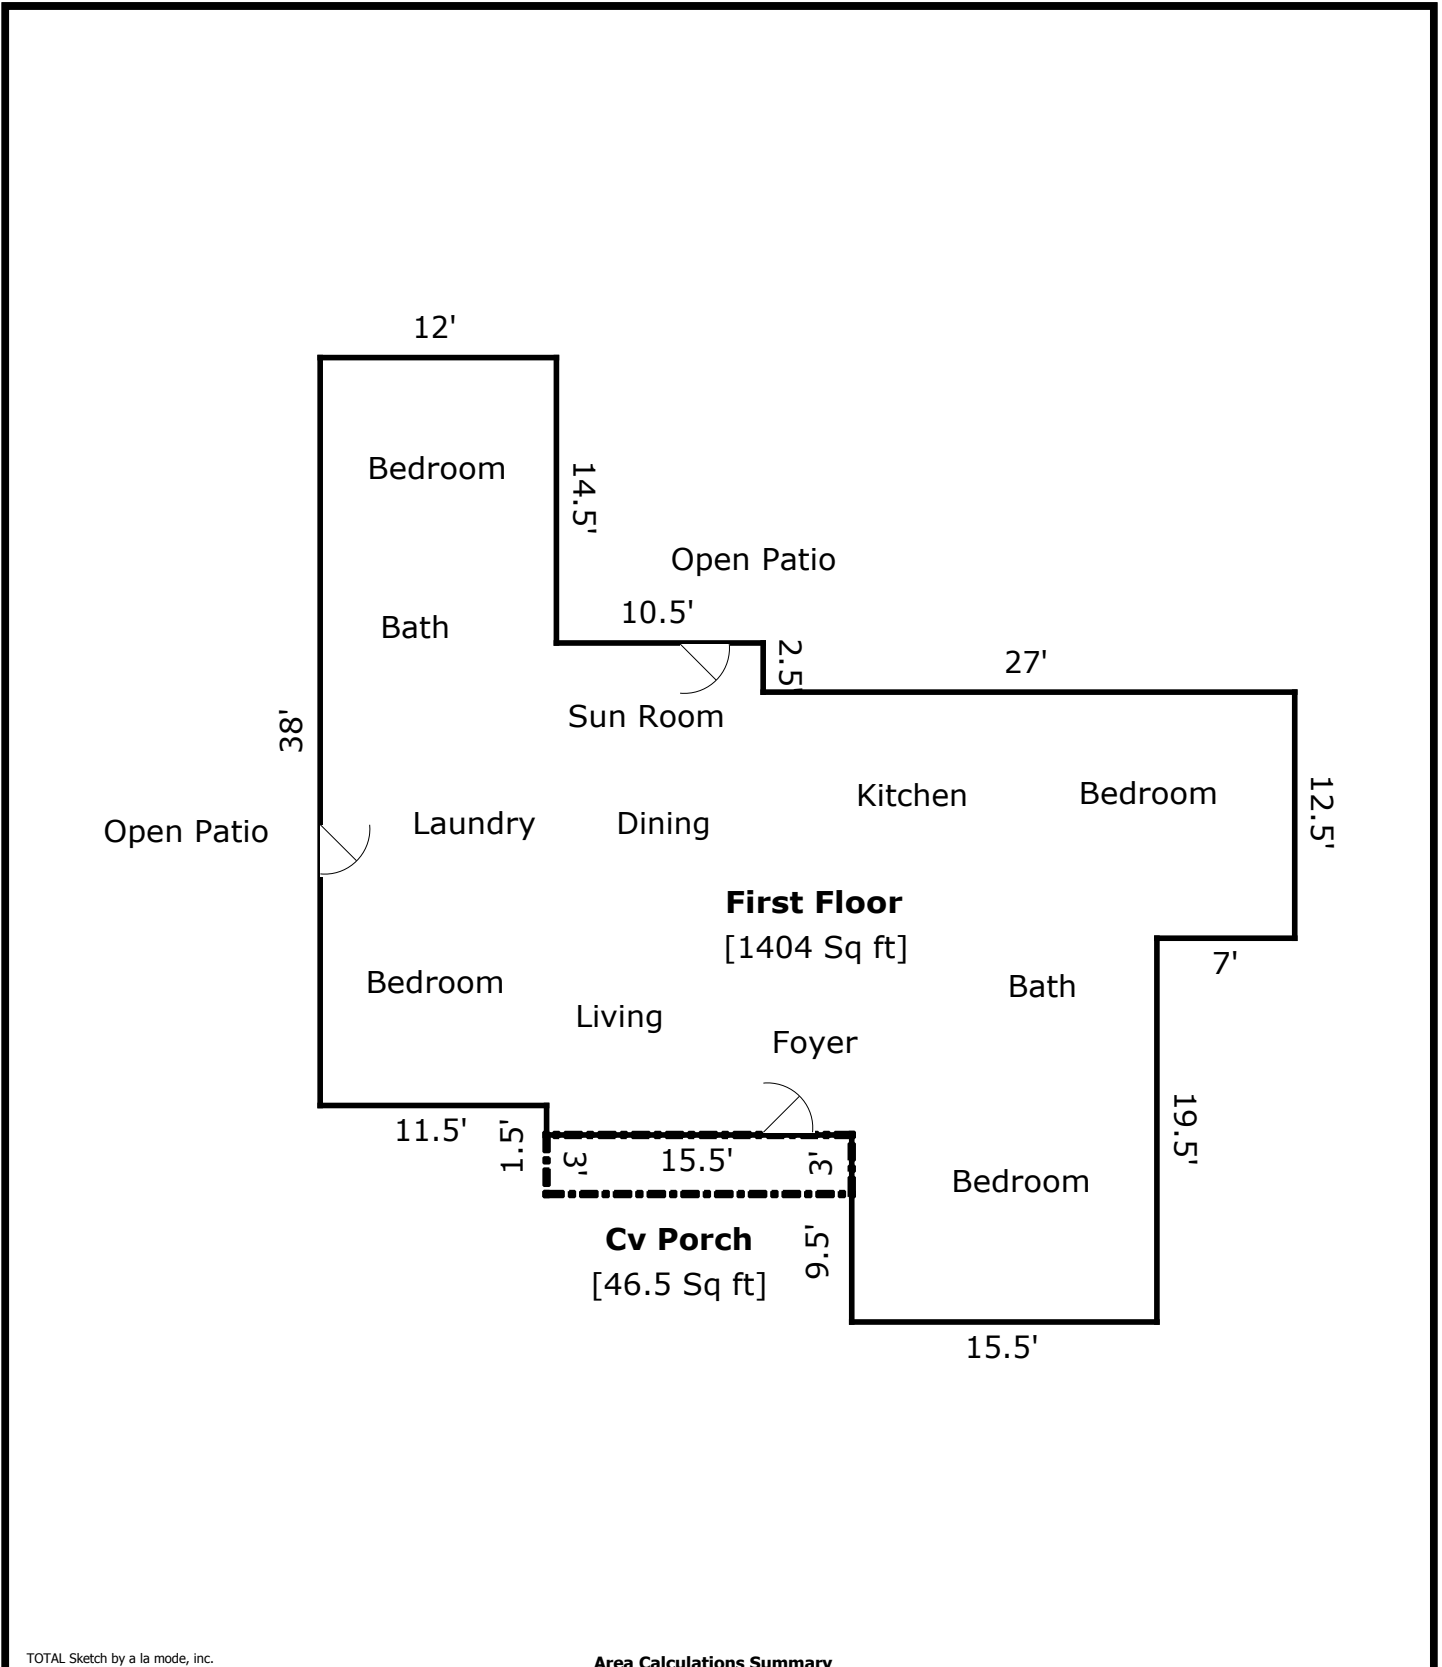 12'
Bedroom
14.5'
Open Patio
10.5'
Bath
2.5'
27'
Sun Room
38'
Kitchen
Bedroom
12.5'
Open Patio
Laundry
Dining
First Floor
[1404 Sq ft]
7'
Bedroom
Bath
Living
Foyer
11.5'
1.5'
3'
15.5'
3'
19.5'
Bedroom
Cv Porch
9.5'
[46.5 Sq ft]
15.5'
TOTAL Sketch by a la mode, inc.
Area Calculations Summary